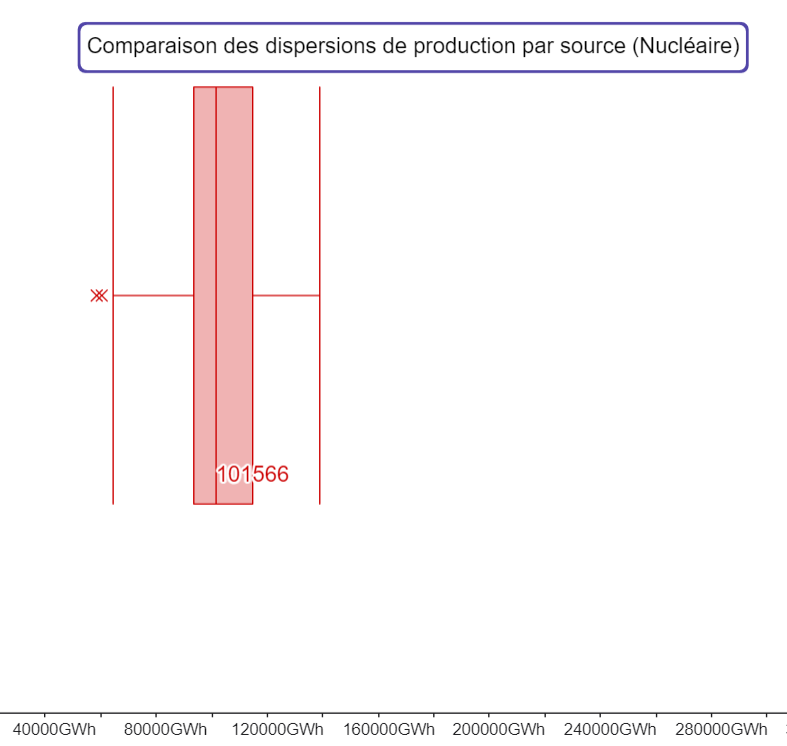 Comparaison des dispersions de production par source (Nucléaire)
101566
40000GWh 80000GWh 120000GWh 160000GWh 200000GWh 240000GWh 280000GWh